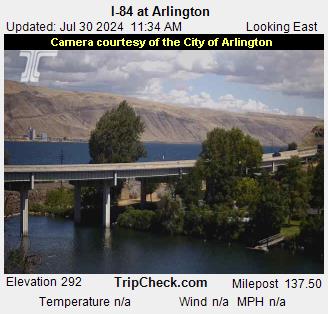 I-84 at Arlington
Updated: Jul 30 2024 11:34 AM Looking East
Camera courtesy of the City of Arlington
Elevation 292 TripCheck.com Milepost 137.50
Temperature n/a Wind n/a MPH n/a